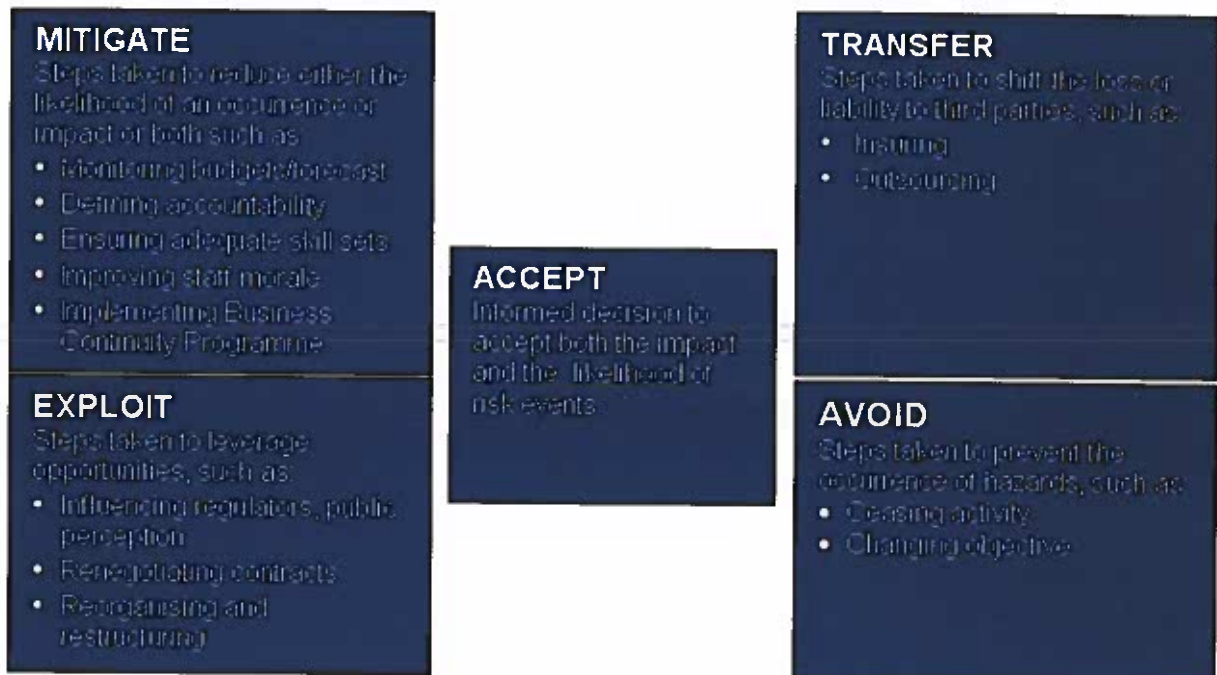 MITIGATE
Steps taken to reduce either the
likelihood of an occurrence or
impact or both such as
• Monitoring budgets/forecast
• Defining accountability
• Ensuring adequate skill sets
• Improving staff morale
• Implementing Business
Continuity Programme
EXPLOIT
Steps taken to leverage
opportunities, such as:
• Influencing regulators, public
perception
• Renegotiating contracts
• Reorganising and
restructuring
ACCEPT
Informed decision to
accept both the impact
and the likelihood of
risk events
TRANSFER
Steps taken to shift the loss or
liability to third parties, such as
• Insuring
• Outsourcing
AVOID
Steps taken to prevent the
occurrence of hazards, such as
• Ceasing activity
• Changing objective